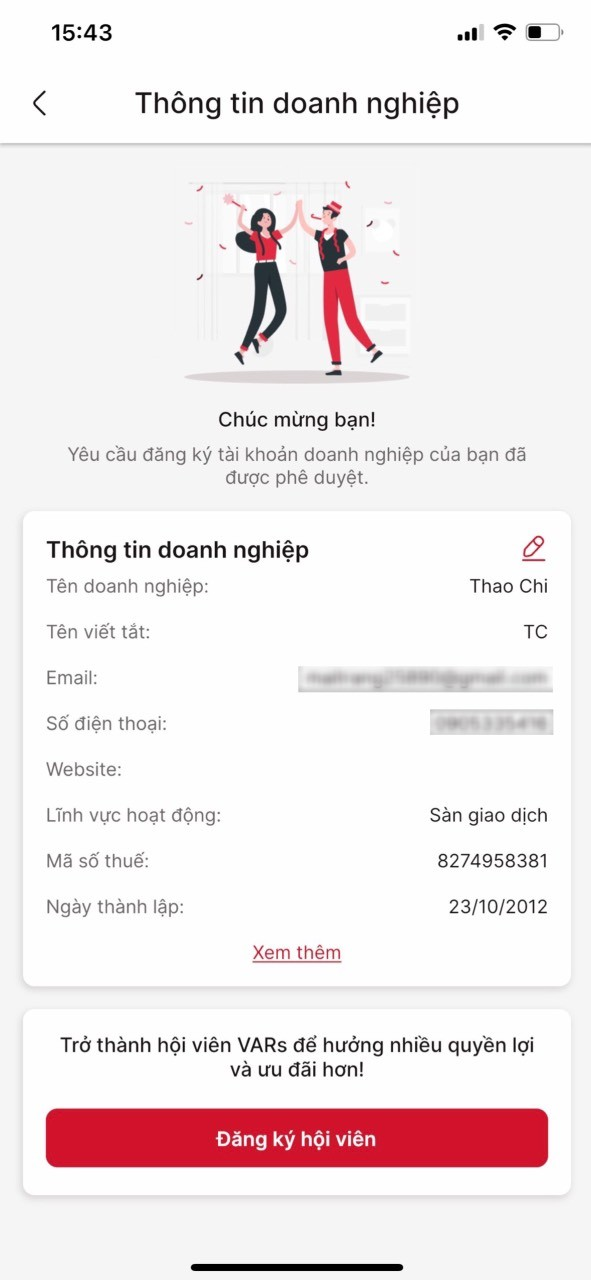 15:43
Thông tin doanh nghiệp
Chúc mừng bạn!
Yêu cầu đăng ký tài khoản doanh nghiệp của bạn đã
được phê duyệt.
Thông tin doanh nghiệp
Tên doanh nghiệp: Thao Chi
Tên viết tắt: TC
Email:
Số điện thoại:
Website:
Lĩnh vực hoạt động: Sàn giao dịch
Mã số thuế: 8274958381
Ngày thành lập: 23/10/2012
Xem thêm
Trở thành hội viên VARs để hưởng nhiều quyền lợi
và ưu đãi hơn!
Đăng ký hội viên